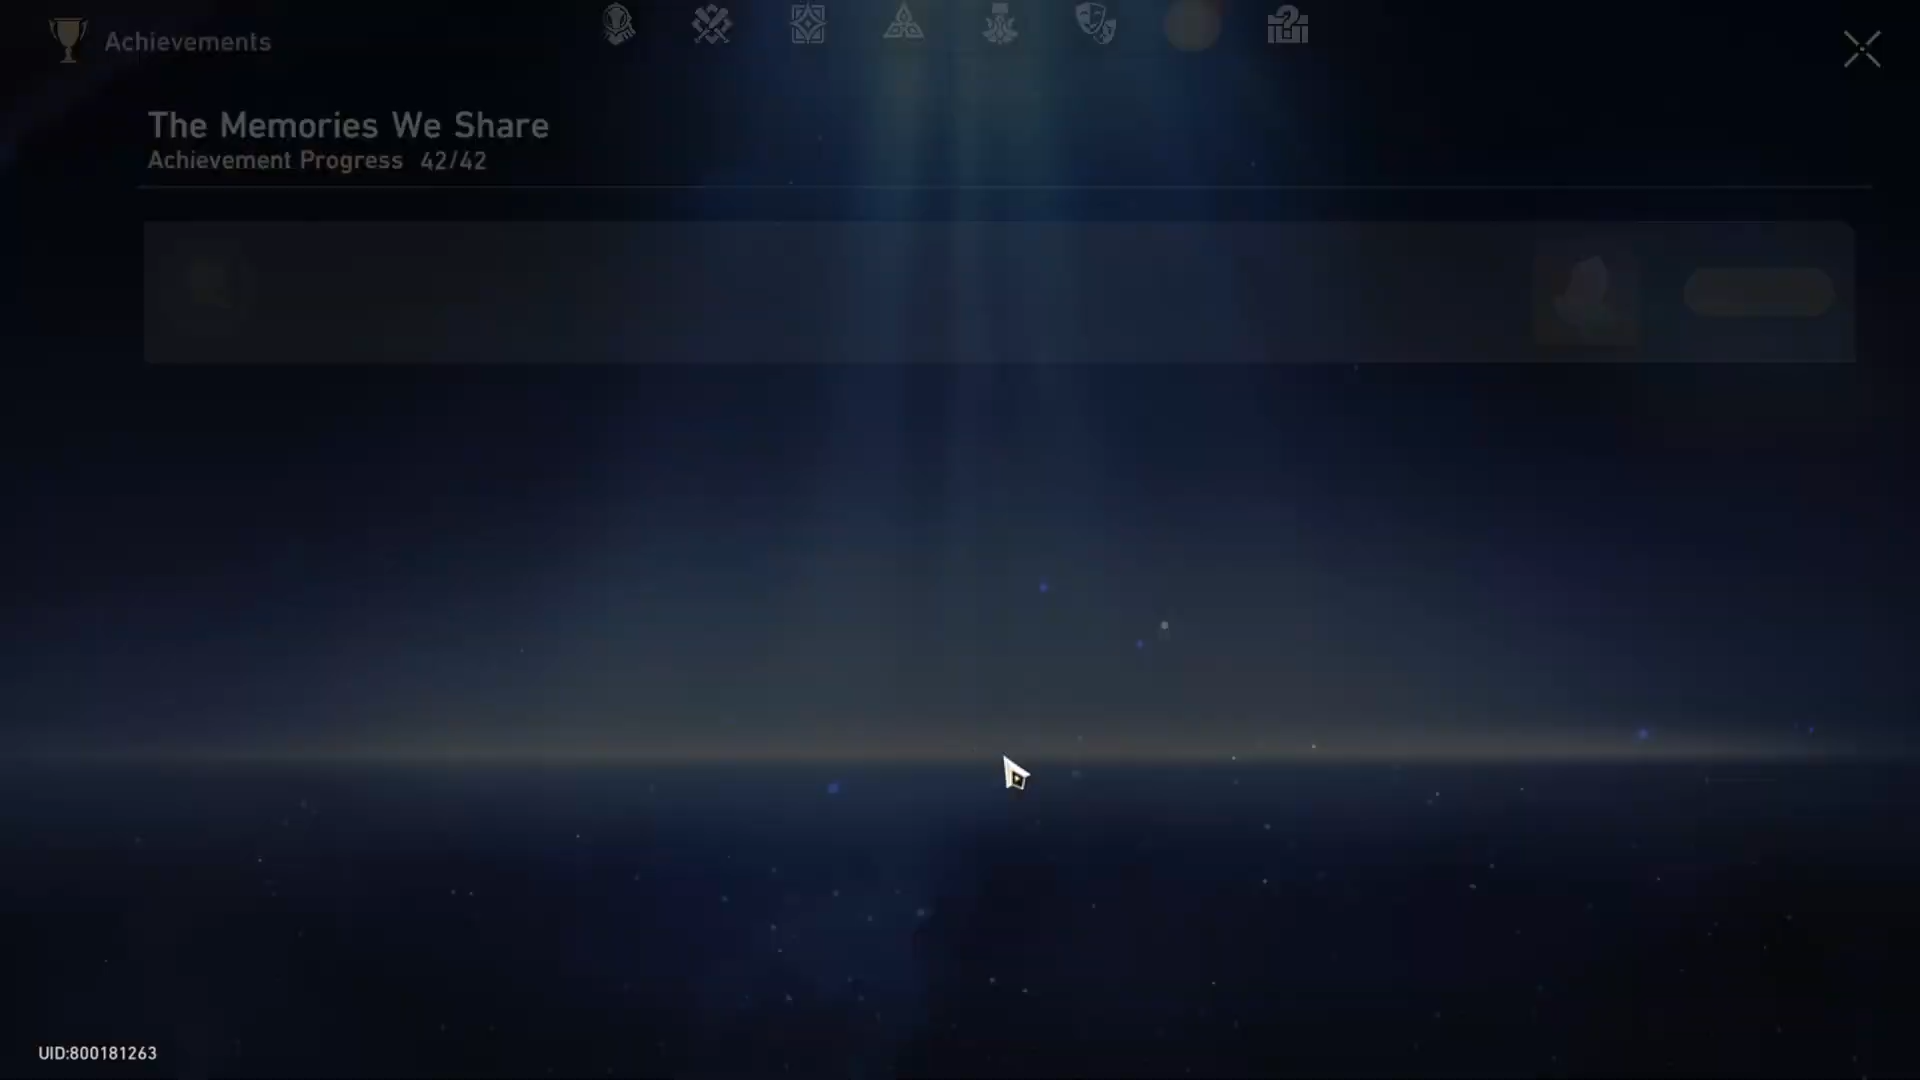 Achievements
The Memories We Share
Achievement Progress 42/42
UID:800181263